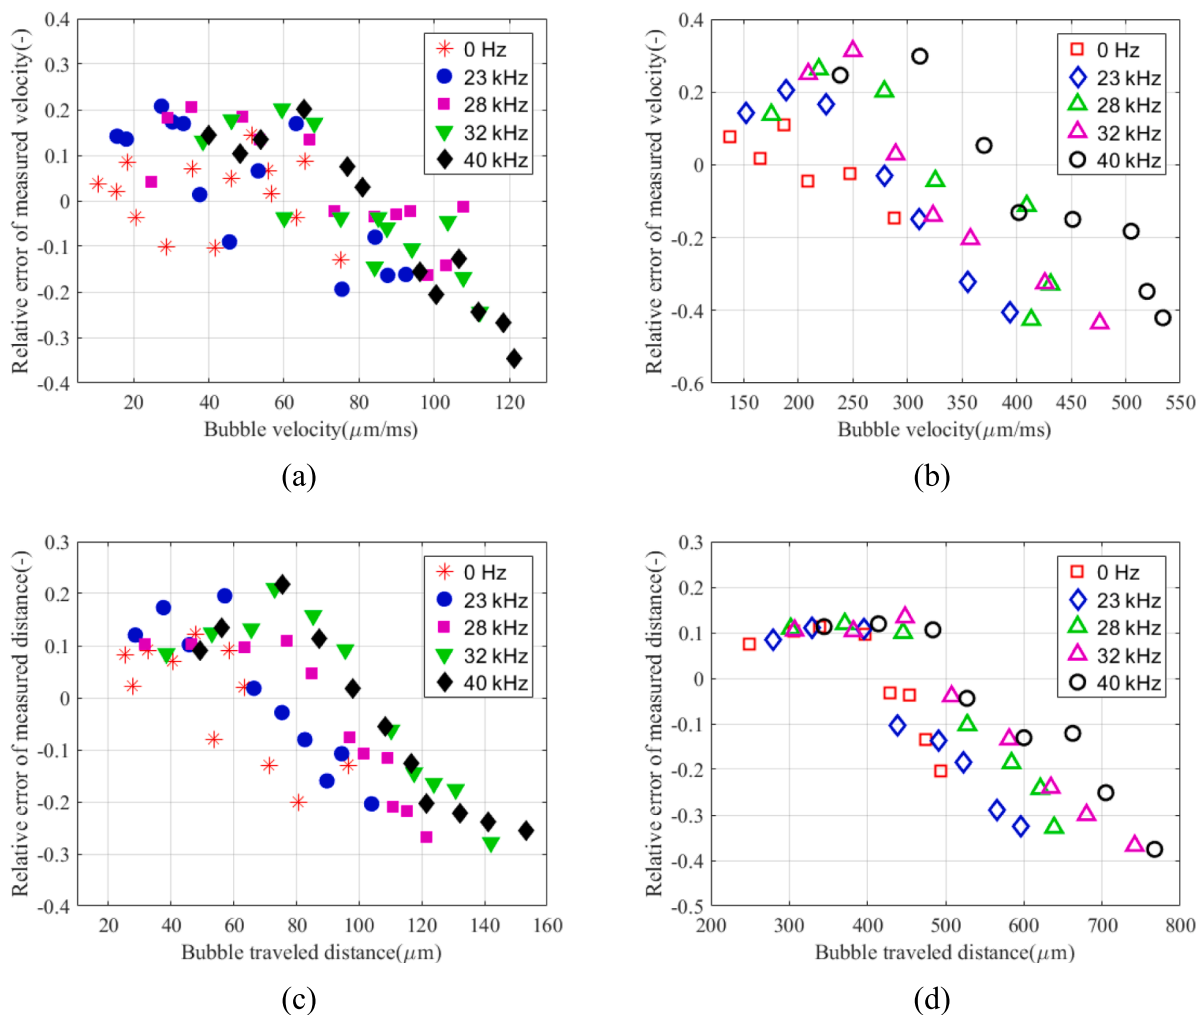 Relative error of measured velocity(-)
0.4
0.3
0.2
0.1
0
-0.1
-0.2
-0.3
-0.4
20 40 60 80 100 120
Bubble velocity(μm/ms)
0 Hz
23 kHz
28 kHz
32 kHz
40 kHz
(a)
Relative error of measured velocity(-)
0.4
0.2
0
-0.2
-0.4
-0.6
150 200 250 300 350 400 450 500 550
Bubble velocity(μm/ms)
0 Hz
23 kHz
28 kHz
32 kHz
40 kHz
(b)
Relative error of measured distance(-)
0.3
0.2
0.1
0
-0.1
-0.2
-0.3
-0.4
20 40 60 80 100 120 140 160
Bubble traveled distance(μm)
0 Hz
23 kHz
28 kHz
32 kHz
40 kHz
(c)
Relative error of measured distance(-)
0.3
0.2
0.1
0
-0.1
-0.2
-0.3
-0.4
-0.5
200 300 400 500 600 700 800
Bubble traveled distance(μm)
0 Hz
23 kHz
28 kHz
32 kHz
40 kHz
(d)